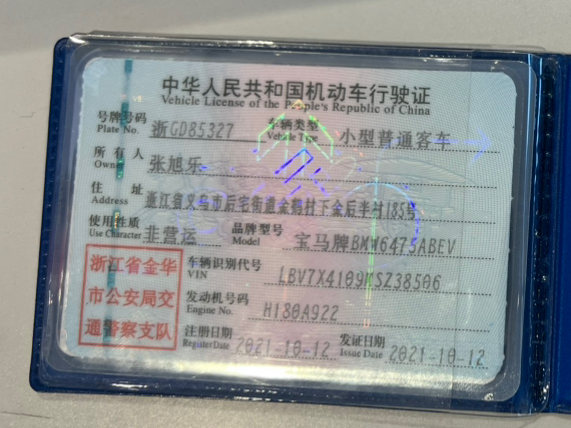 中华人民共和国机动车行驶证
Vehicle License of the People's Republic of China
号牌号码 Plate No. 浙GD85327 车辆类型 Vehicle Type 小型普通客车
所有人 Owner 张旭乐
住址 Address 浙江省义乌市后宅街道金鹤村下金后半村185号
使用性质 Use Character 非营运 品牌型号 Model 宝马牌BMW6475ABEV
浙江省金华市公安局交通警察支队
车辆识别代号 VIN LBV7X4109MSZ38506
发动机号码 Engine No. H180A922
注册日期 Register Date 2021-10-12 发证日期 Issue Date 2021-10-12